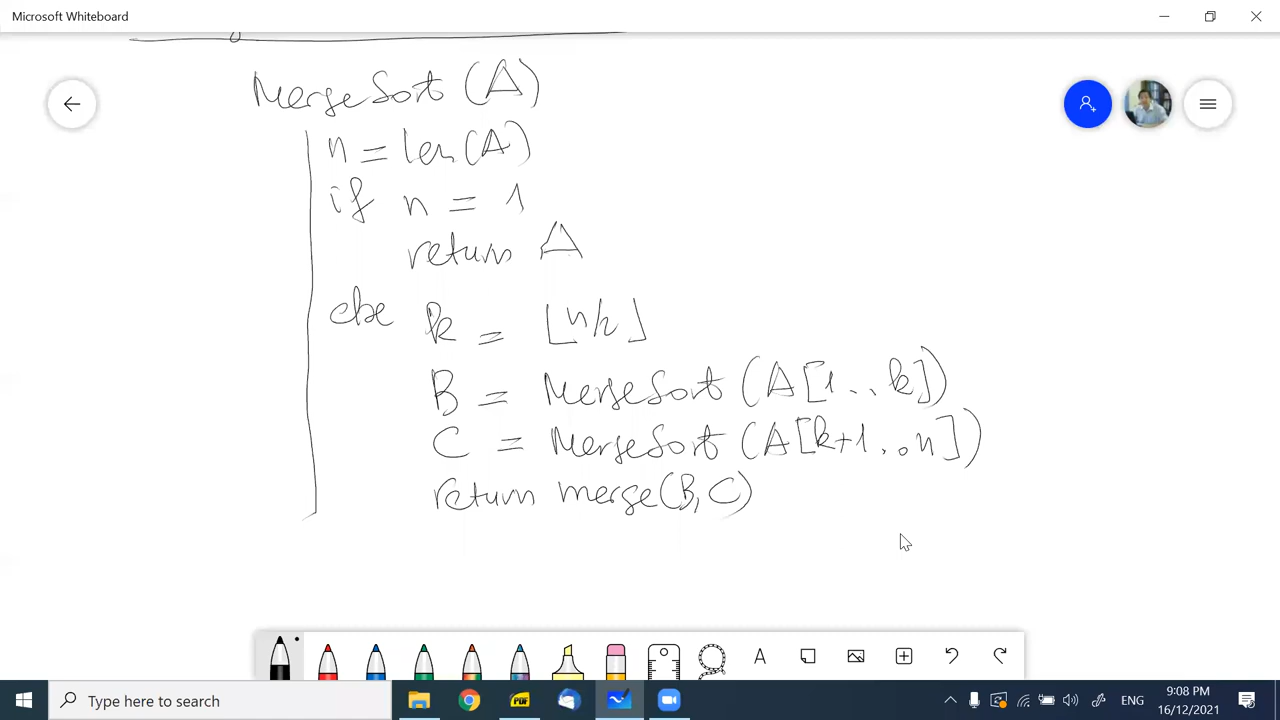 Microsoft Whiteboard
MergeSort (A)
n = len(A)
if n = 1
return A
else k = ⌊n/2⌋
B = MergeSort (A[1..k])
C = MergeSort (A[k+1..n])
return merge(B,C)
A
Type here to search
PDF
ENG
9:08 PM
16/12/2021